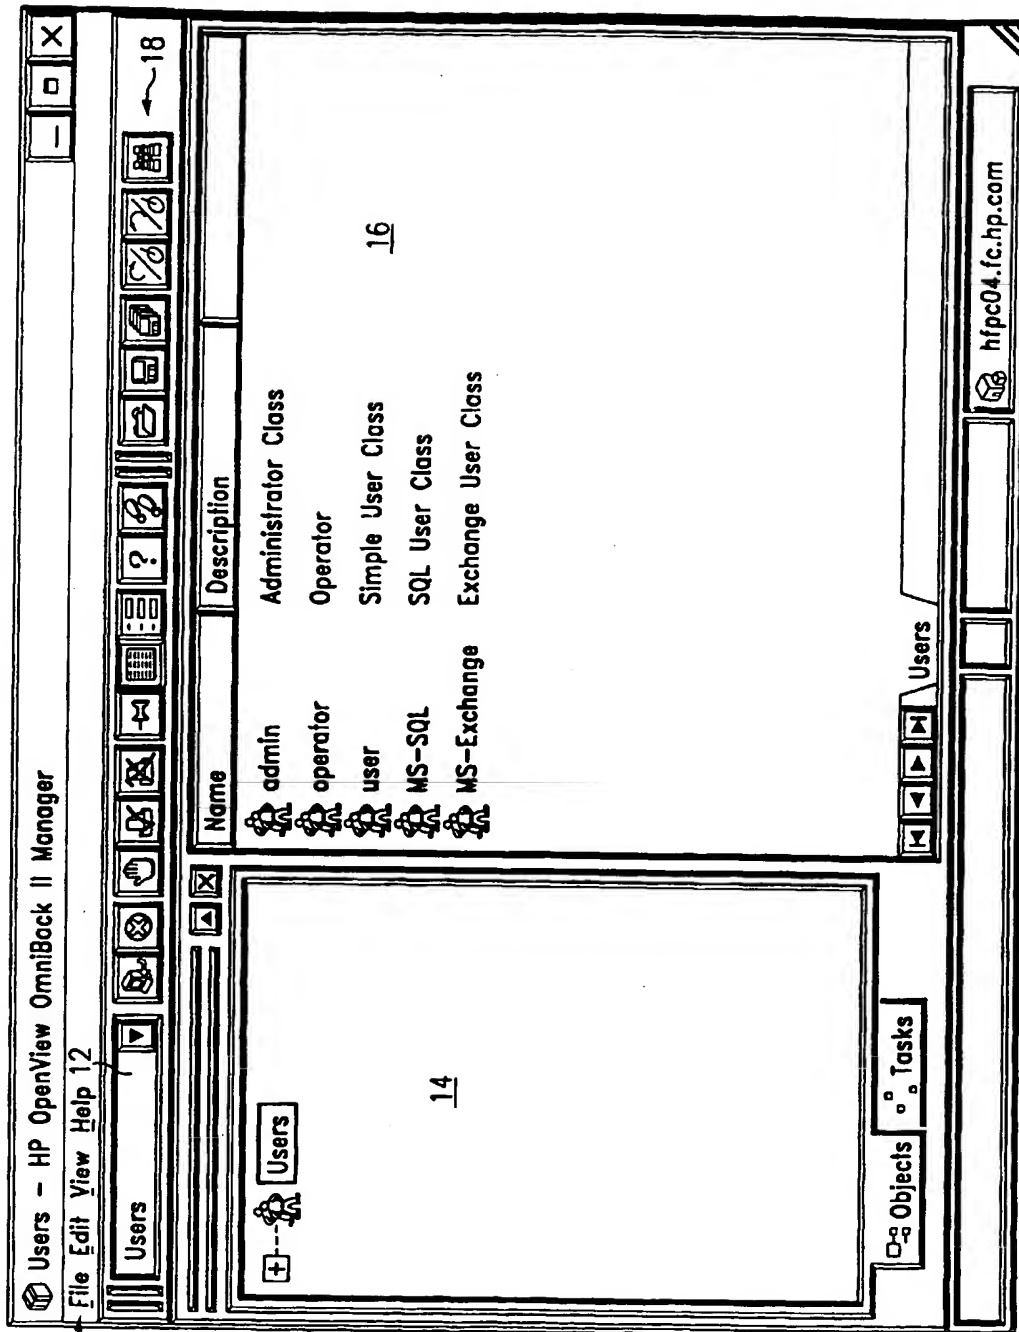 Users - HP OpenView OmniBack II Manager
File Edit View Help 12
Users
18
?
Name Description
admin Administrator Class
operator Operator
user Simple User Class
MS-SQL SQL User Class
MS-Exchange Exchange User Class
16
Users
14
Users
Objects Tasks
hfpc04.fc.hp.com